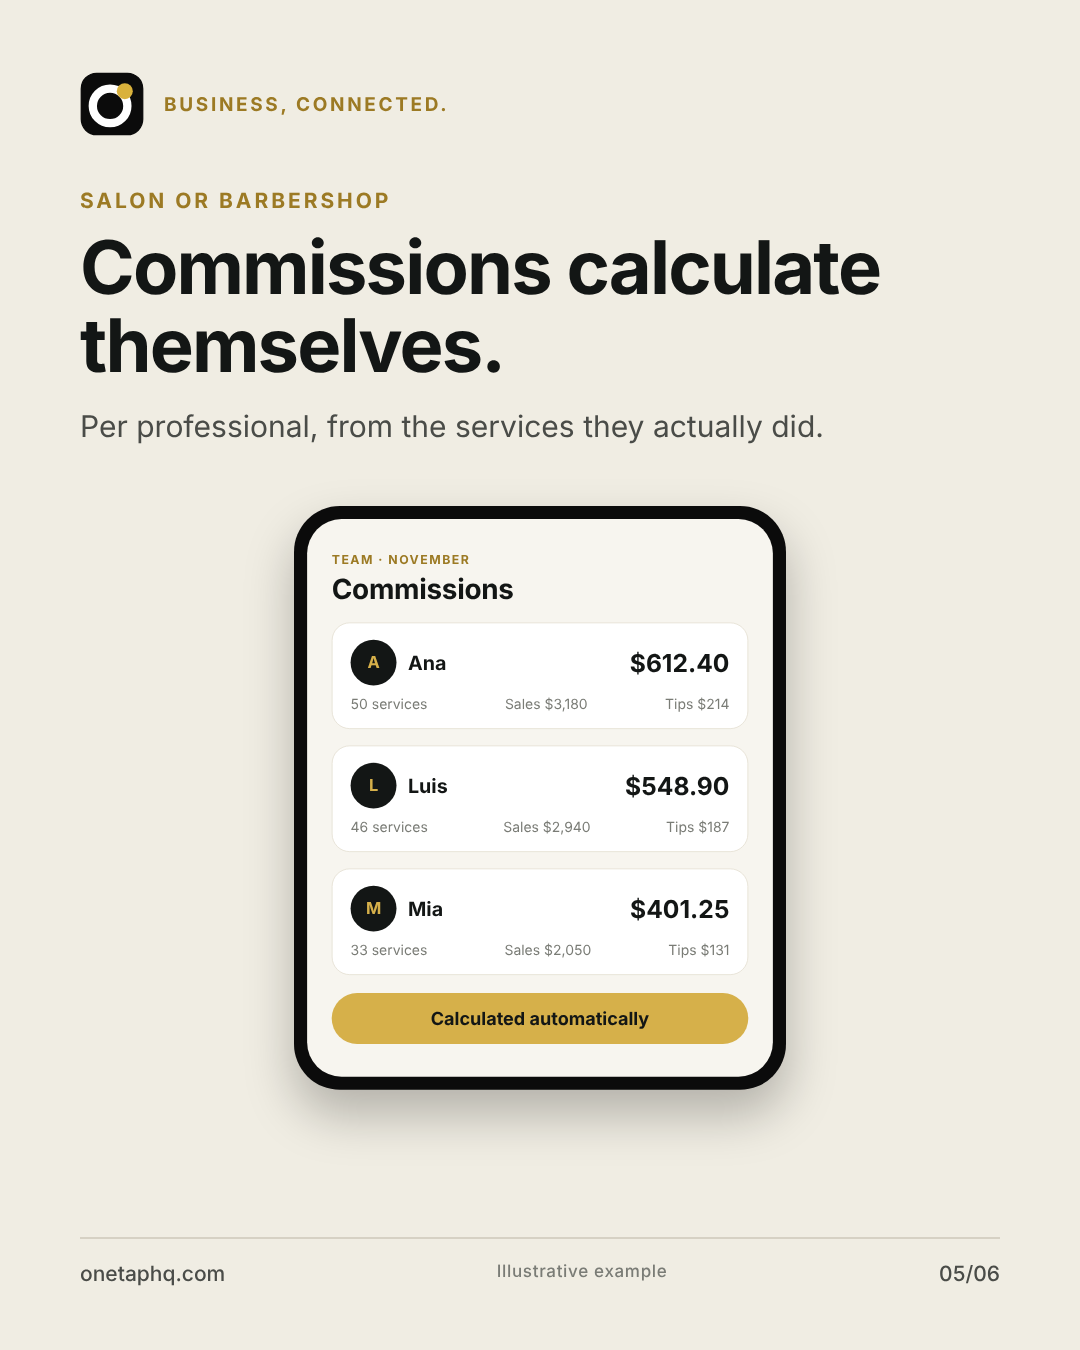 BUSINESS, CONNECTED.
SALON OR BARBERSHOP
Commissions calculate
themselves.
Per professional, from the services they actually did.
TEAM · NOVEMBER
Commissions
A Ana $612.40
50 services Sales $3,180 Tips $214
L Luis $548.90
46 services Sales $2,940 Tips $187
M Mia $401.25
33 services Sales $2,050 Tips $131
Calculated automatically
onetaphq.com Illustrative example 05/06